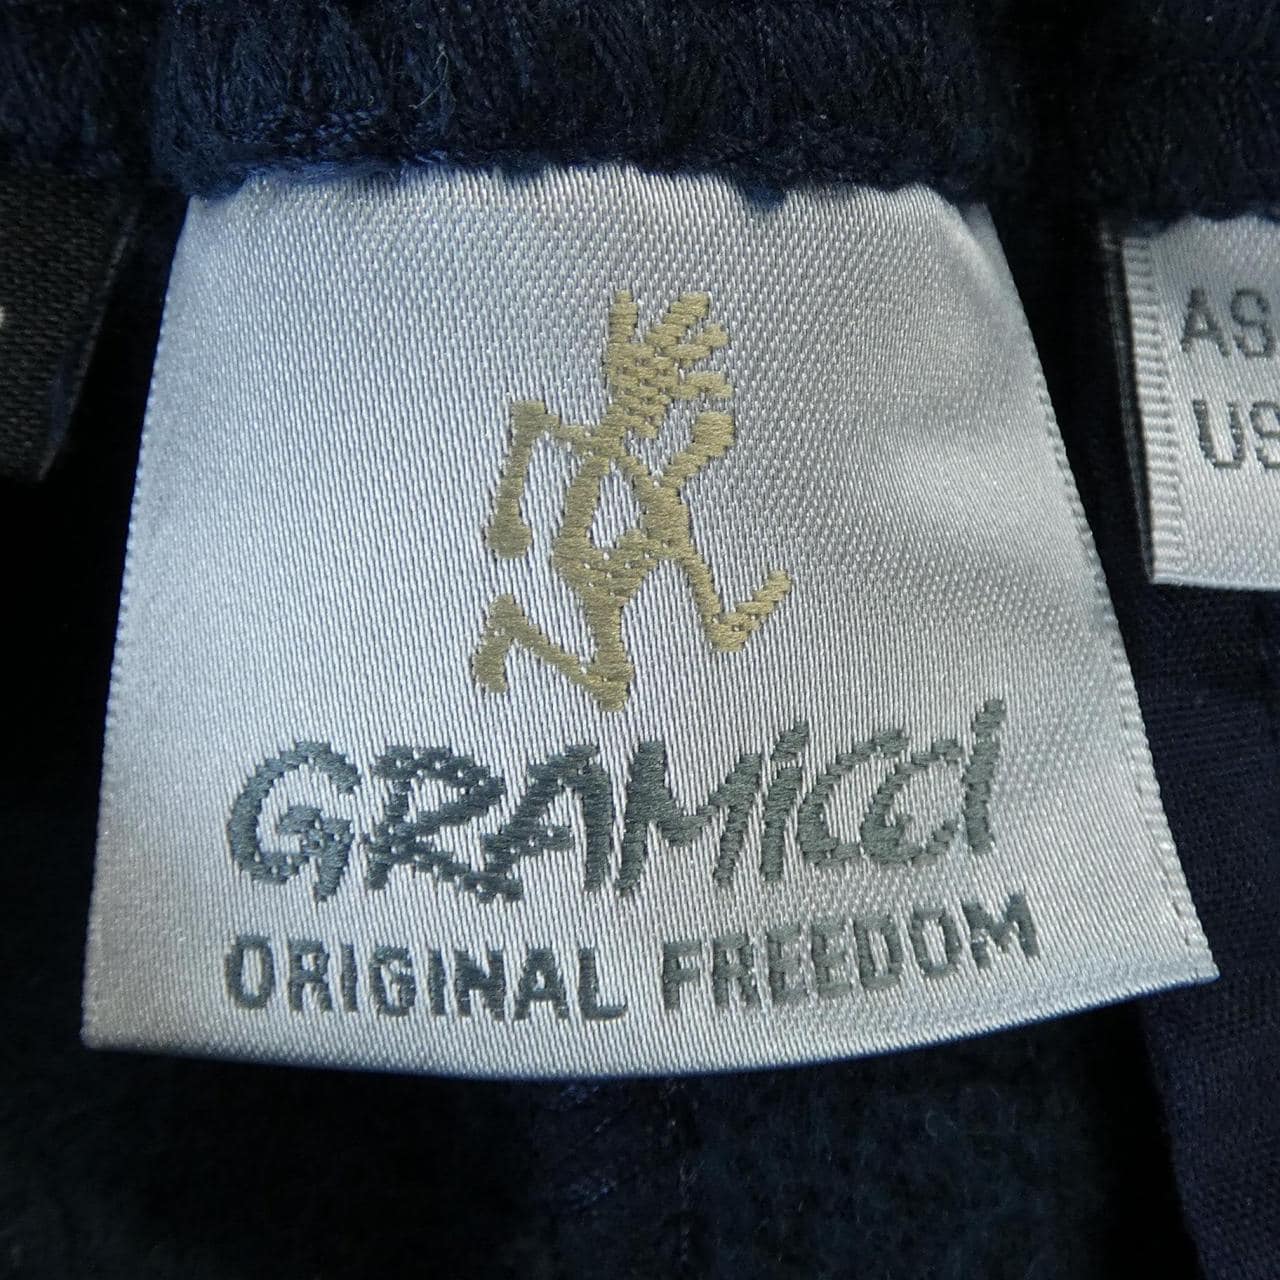 GRAMiCCi
ORIGINAL FREEDOM
AS
US